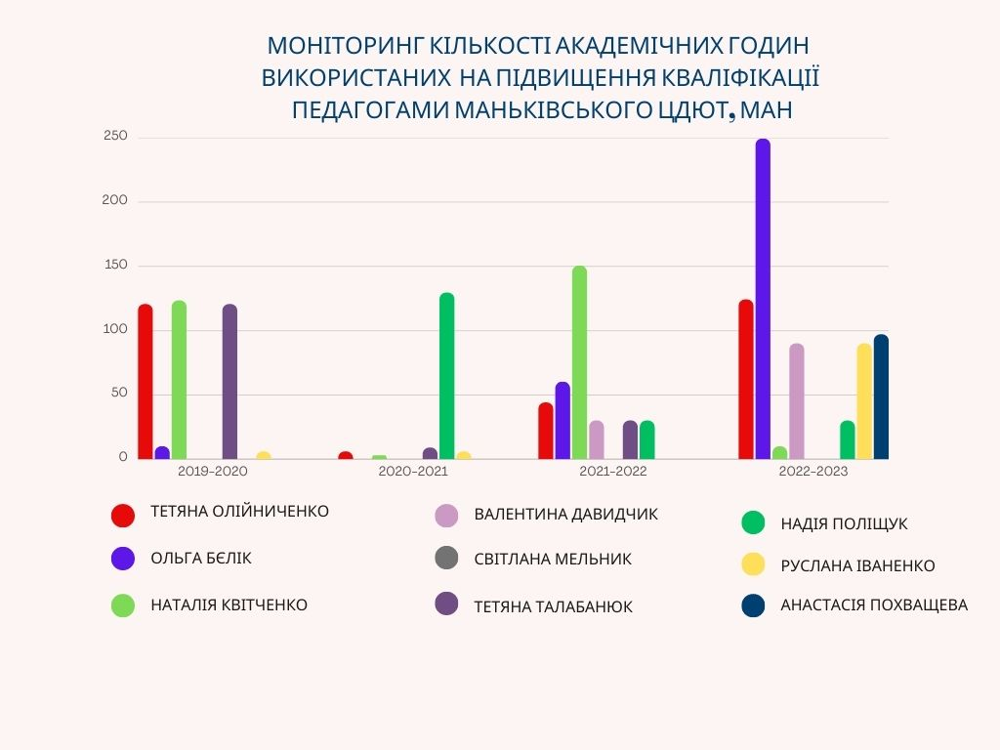 МОНІТОРИНГ КІЛЬКОСТІ АКАДЕМІЧНИХ ГОДИН
ВИКОРИСТАНИХ НА ПІДВИЩЕННЯ КВАЛІФІКАЦІЇ
ПЕДАГОГАМИ МАНЬКІВСЬКОГО ЦДЮТ, МАН
250
200
150
100
50
0
2019-2020
2020-2021
2021-2022
2022-2023
ТЕТЯНА ОЛІЙНИЧЕНКО
ОЛЬГА БЄЛІК
НАТАЛІЯ КВІТЧЕНКО
ВАЛЕНТИНА ДАВИДЧИК
СВІТЛАНА МЕЛЬНИК
ТЕТЯНА ТАЛАБАНЮК
НАДІЯ ПОЛІЩУК
РУСЛАНА ІВАНЕНКО
АНАСТАСІЯ ПОХВАЩЕВА